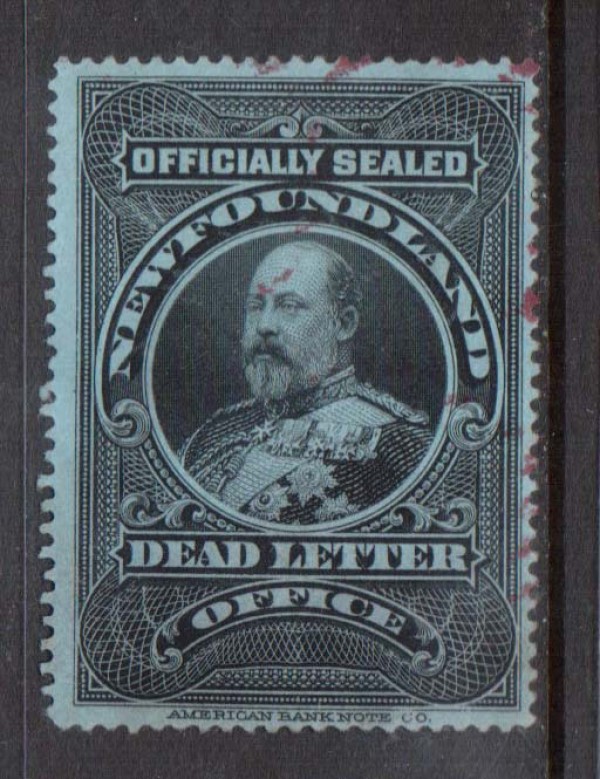 OFFICIALLY SEALED
NEWFOUNDLAND
DEAD LETTER
OFFICE
AMERICAN BANK NOTE CO.